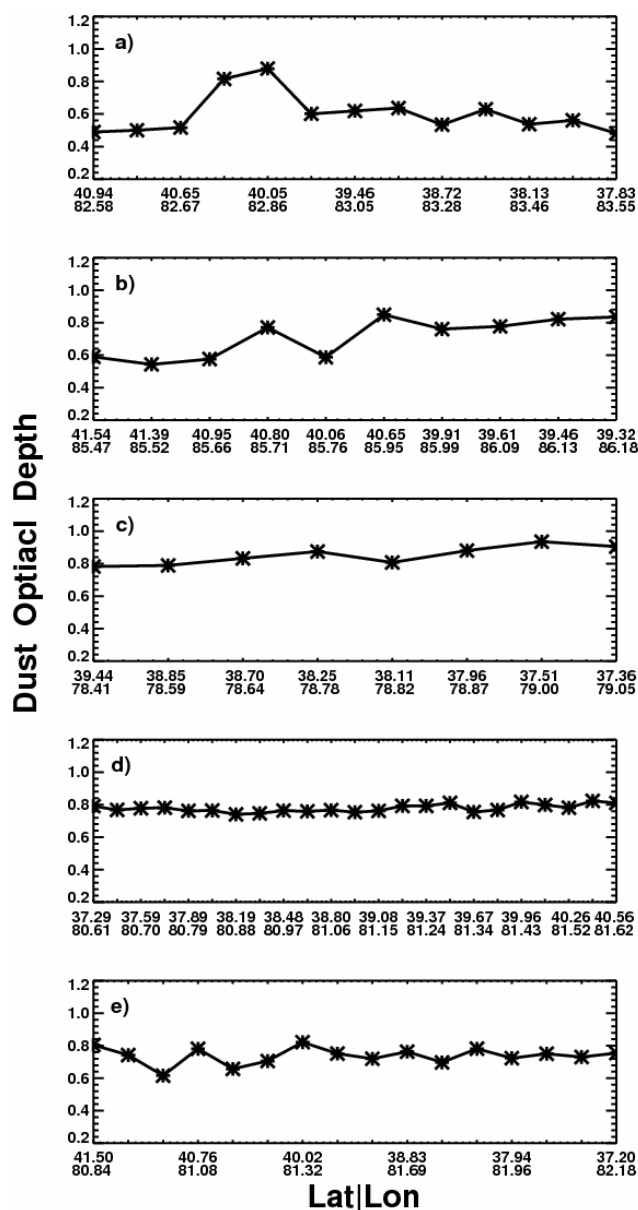 a)
1.2
1.0
0.8
0.6
0.4
0.2
40.94 40.65 40.05 39.46 38.72 38.13 37.83
82.58 82.67 82.86 83.05 83.28 83.46 83.55
b)
1.2
1.0
0.8
0.6
0.4
0.2
41.54 41.39 40.95 40.80 40.06 40.65 39.91 39.61 39.46 39.32
85.47 85.52 85.66 85.71 85.76 85.95 85.99 86.09 86.13 86.18
Dust Optiacl Depth
c)
1.2
1.0
0.8
0.6
0.4
0.2
39.44 38.85 38.70 38.25 38.11 37.96 37.51 37.36
78.41 78.59 78.64 78.78 78.82 78.87 79.00 79.05
d)
1.2
1.0
0.8
0.6
0.4
0.2
37.29 37.59 37.89 38.19 38.48 38.80 39.08 39.37 39.67 39.96 40.26 40.56
80.61 80.70 80.79 80.88 80.97 81.06 81.15 81.24 81.34 81.43 81.52 81.62
e)
1.2
1.0
0.8
0.6
0.4
0.2
41.50 40.76 40.02 38.83 37.94 37.20
80.84 81.08 81.32 81.69 81.96 82.18
Lat|Lon